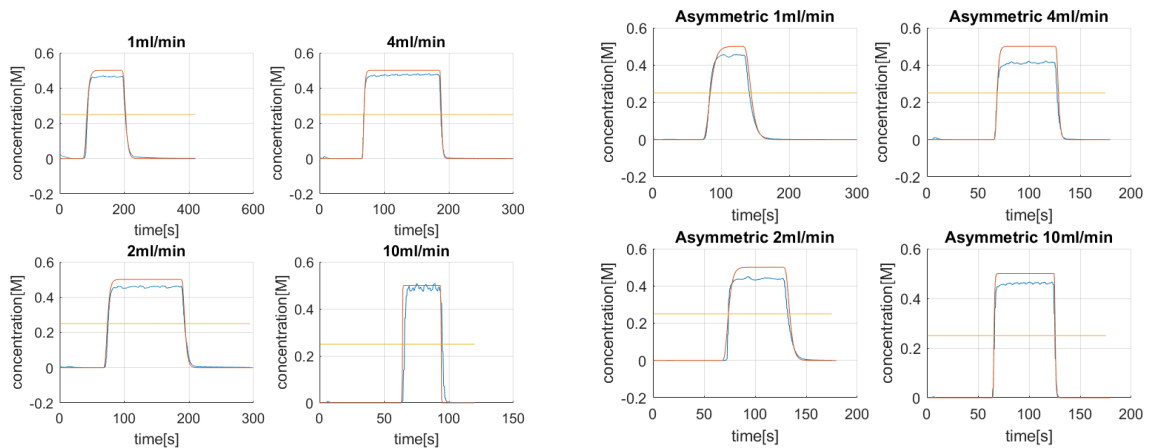 1ml/min
concentration[M]
0.6
0.4
0.2
0
-0.2
0 200 400 600
time[s]
4ml/min
concentration[M]
0.6
0.4
0.2
0
-0.2
0 100 200 300
time[s]
2ml/min
concentration[M]
0.6
0.4
0.2
0
-0.2
0 100 200 300
time[s]
10ml/min
concentration[M]
0.6
0.4
0.2
0
0 50 100 150
time[s]
Asymmetric 1ml/min
concentration[M]
0.6
0.4
0.2
0
-0.2
0 100 200 300
time[s]
Asymmetric 4ml/min
concentration[M]
0.6
0.4
0.2
0
-0.2
0 50 100 150 200
time[s]
Asymmetric 2ml/min
concentration[M]
0.6
0.4
0.2
0
-0.2
0 50 100 150 200
time[s]
Asymmetric 10ml/min
concentration[M]
0.6
0.4
0.2
0
0 50 100 150 200
time[s]